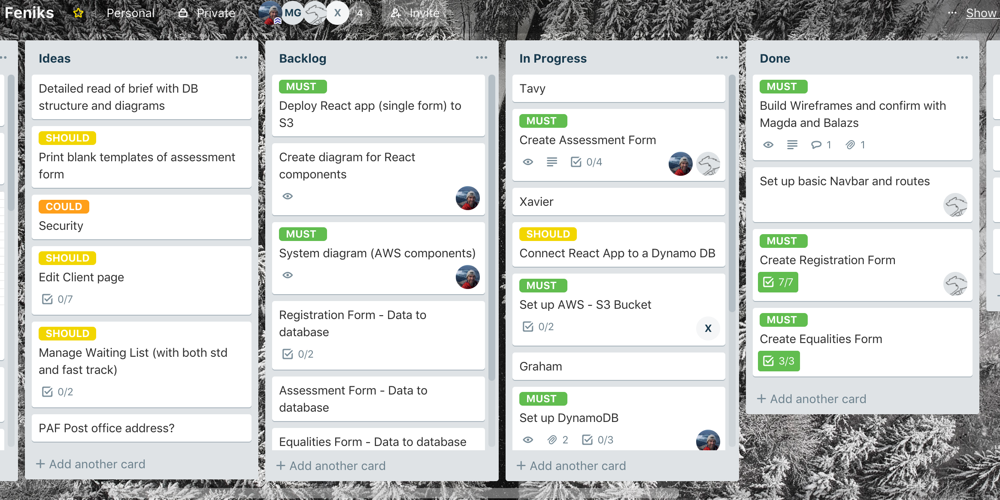 Feniks
Personal
Private
MG
X
4
Invite
Show
Ideas
Detailed read of brief with DB
structure and diagrams
SHOULD
Print blank templates of assessment
form
COULD
Security
SHOULD
Edit Client page
0/7
SHOULD
Manage Waiting List (with both std
and fast track)
0/2
PAF Post office address?
+ Add another card
Backlog
MUST
Deploy React app (single form) to
S3
Create diagram for React
components
MUST
System diagram (AWS components)
Registration Form - Data to
database
0/2
Assessment Form - Data to
database
Equalities Form - Data to database
+ Add another card
In Progress
Tavy
MUST
Create Assessment Form
0/4
Xavier
SHOULD
Connect React App to a Dynamo DB
MUST
Set up AWS - S3 Bucket
0/2
X
Graham
MUST
Set up DynamoDB
2
0/3
+ Add another card
Done
MUST
Build Wireframes and confirm with
Magda and Balazs
1
1
Set up basic Navbar and routes
MUST
Create Registration Form
7/7
MUST
Create Equalities Form
3/3
+ Add another card